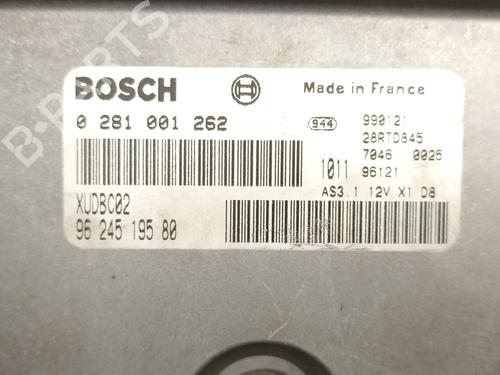 B-PARTS
BOSCH
Made in France
0 281 001 262
944
990121
28RTD845
7046 0025
1011 96121
AS3.1 12V X1 D8
XUDBC02
96 245 195 80